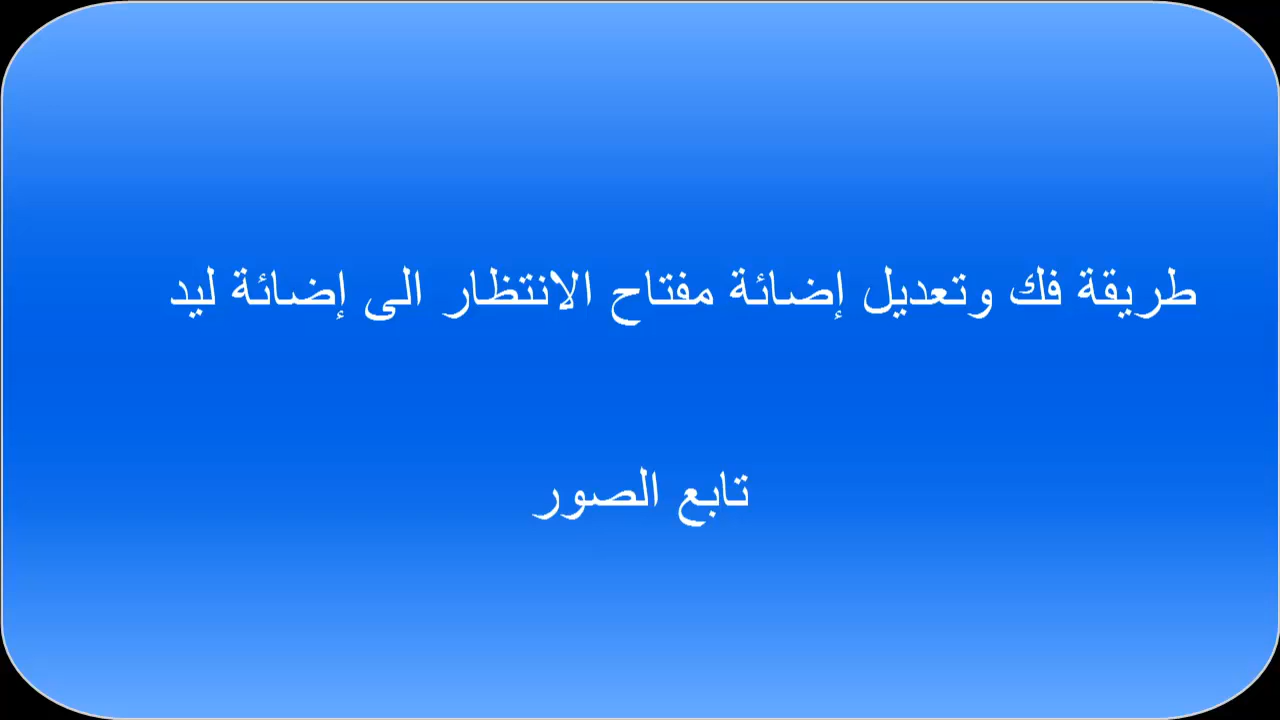 طريقة فك وتعديل إضائة مفتاح الانتظار الى إضائة ليد
تابع الصور